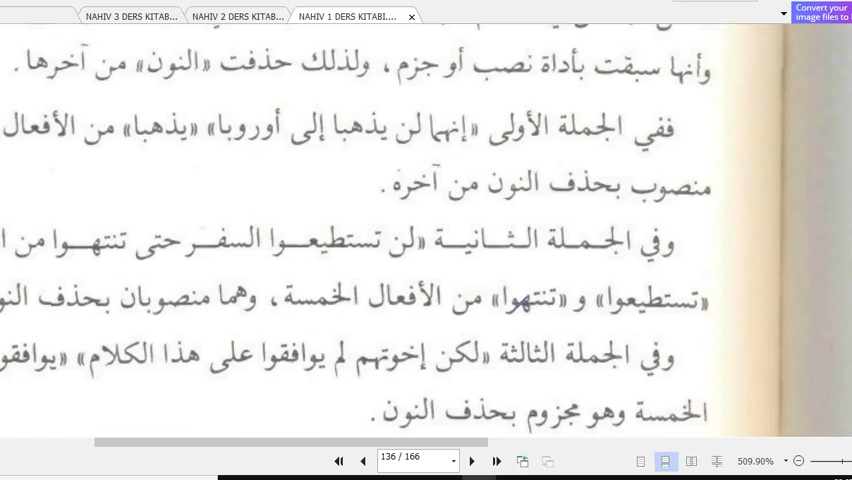 NAHIV 3 DERS KITAB...
NAHIV 2 DERS KITAB...
NAHIV 1 DERS KITABI....
Convert your
image files to
وأنها سبقت بأداة نصب أو جزم ، ولذلك حذفت «النون» من آخرها .
ففي الجملة الأولى «إنهما لن يذهبا إلى أوروبا» «يذهبا» من الأفعال
منصوب بحذف النون من آخره .
وفي الجملة الثانية «لن تستطيعوا السفر حتى تنتهوا من
«تستطيعوا» و «تنتهوا» من الأفعال الخمسة ، وهما منصوبان بحذف
وفي الجملة الثالثة «لكن إخوتهم لم يوافقوا على هذا الكلام»
الخمسة وهو مجزوم بحذف النون .
136 / 166
509.90%